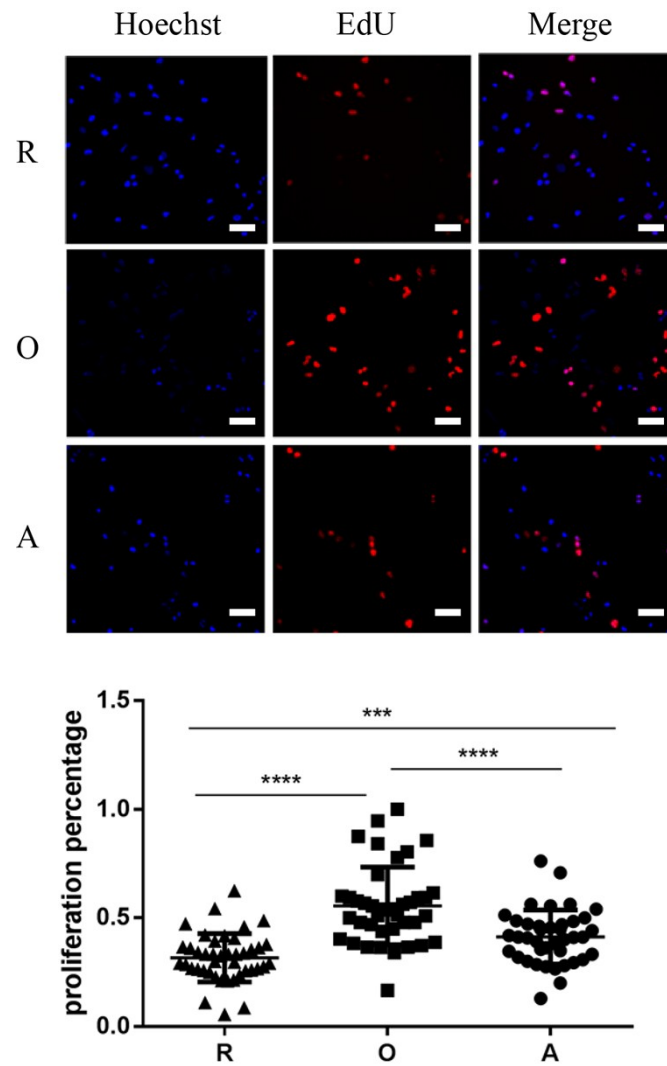 Hoechst EdU Merge
R
O
A
proliferation percentage
1.5
1.0
0.5
0.0
***
****
****
R O A